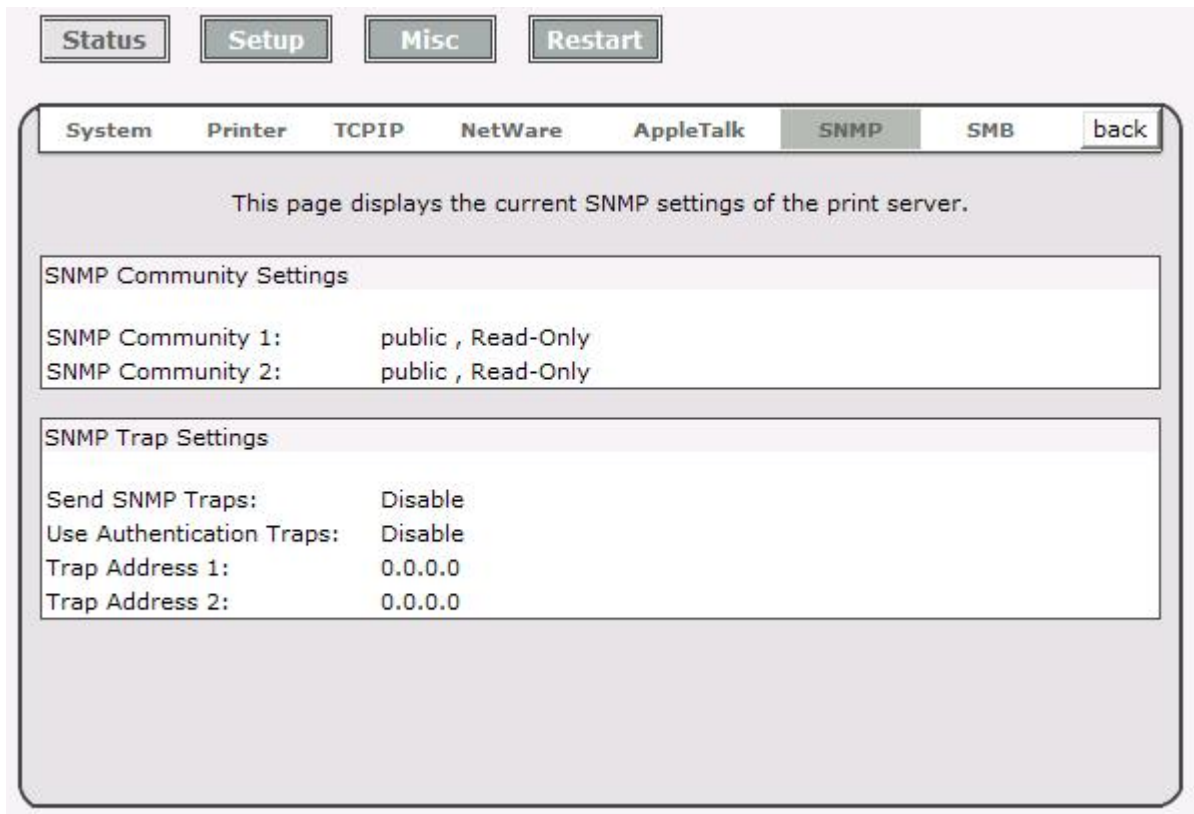 Status Setup Misc Restart
System Printer TCPIP NetWare AppleTalk SNMP SMB back
This page displays the current SNMP settings of the print server.
SNMP Community Settings
SNMP Community 1: public , Read-Only
SNMP Community 2: public , Read-Only
SNMP Trap Settings
Send SNMP Traps: Disable
Use Authentication Traps: Disable
Trap Address 1: 0.0.0.0
Trap Address 2: 0.0.0.0